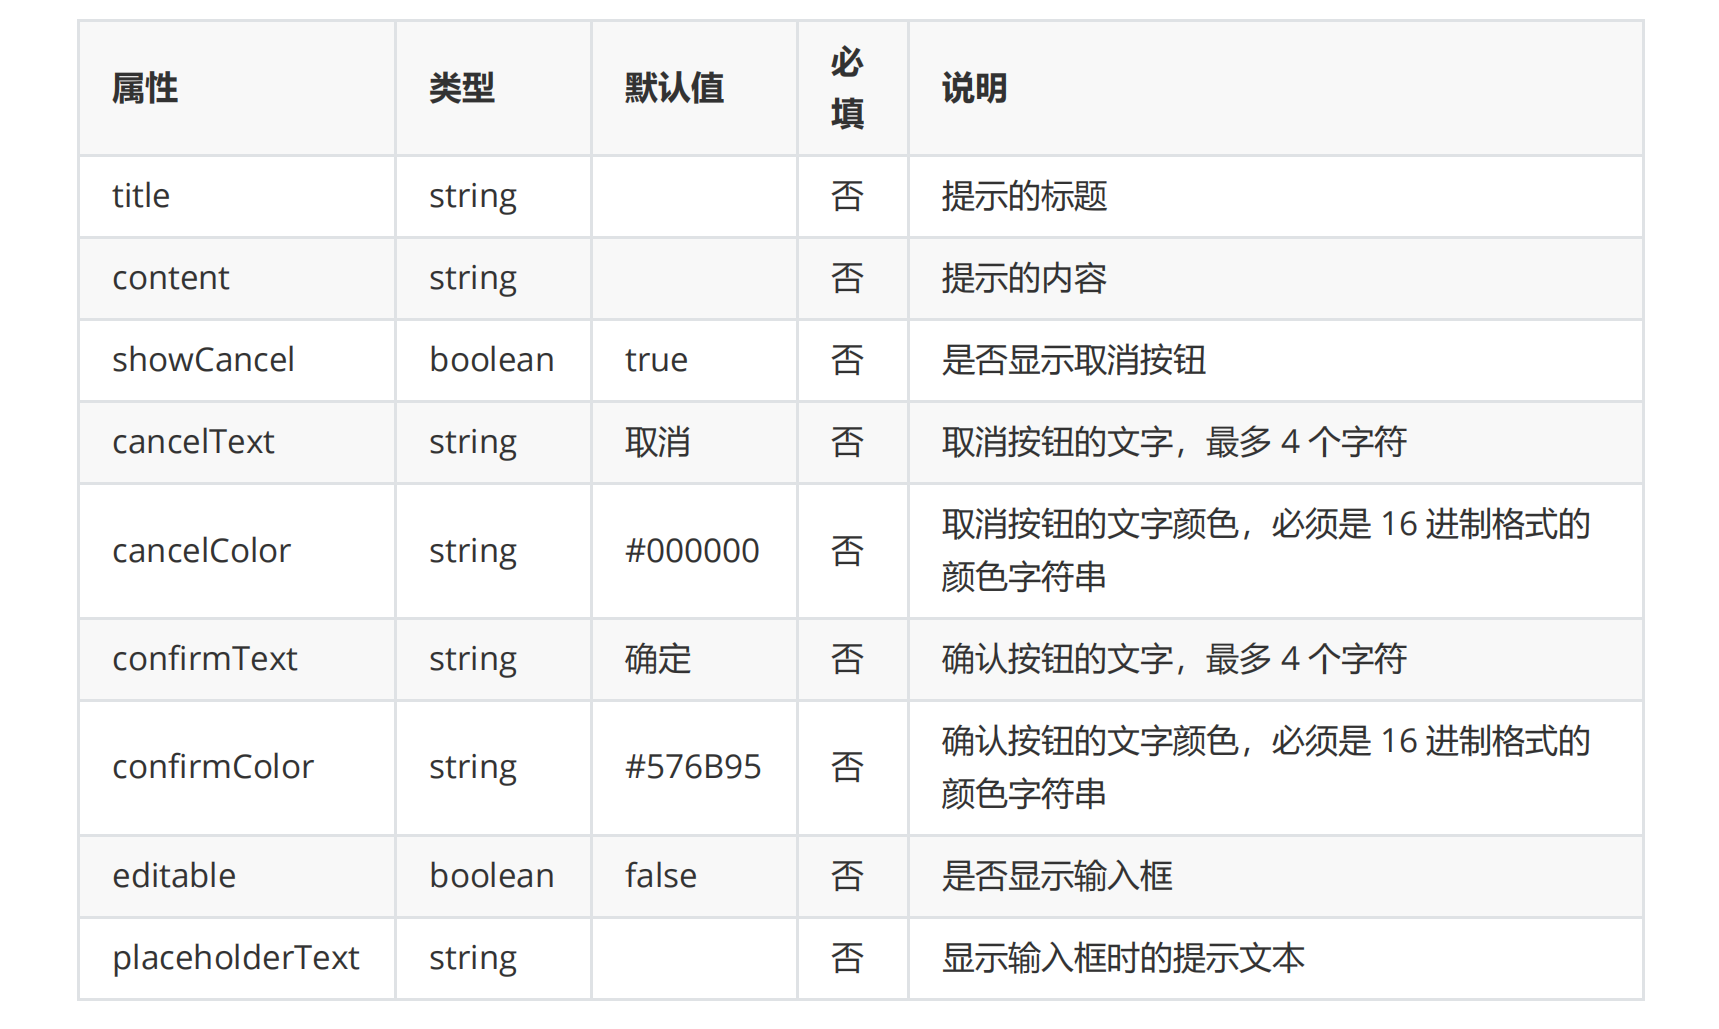 属性 类型 默认值 必填 说明
title string 否 提示的标题
content string 否 提示的内容
showCancel boolean true 否 是否显示取消按钮
cancelText string 取消 否 取消按钮的文字，最多 4 个字符
cancelColor string #000000 否 取消按钮的文字颜色，必须是 16 进制格式的
颜色字符串
confirmText string 确定 否 确认按钮的文字，最多 4 个字符
confirmColor string #576B95 否 确认按钮的文字颜色，必须是 16 进制格式的
颜色字符串
editable boolean false 否 是否显示输入框
placeholderText string 否 显示输入框时的提示文本